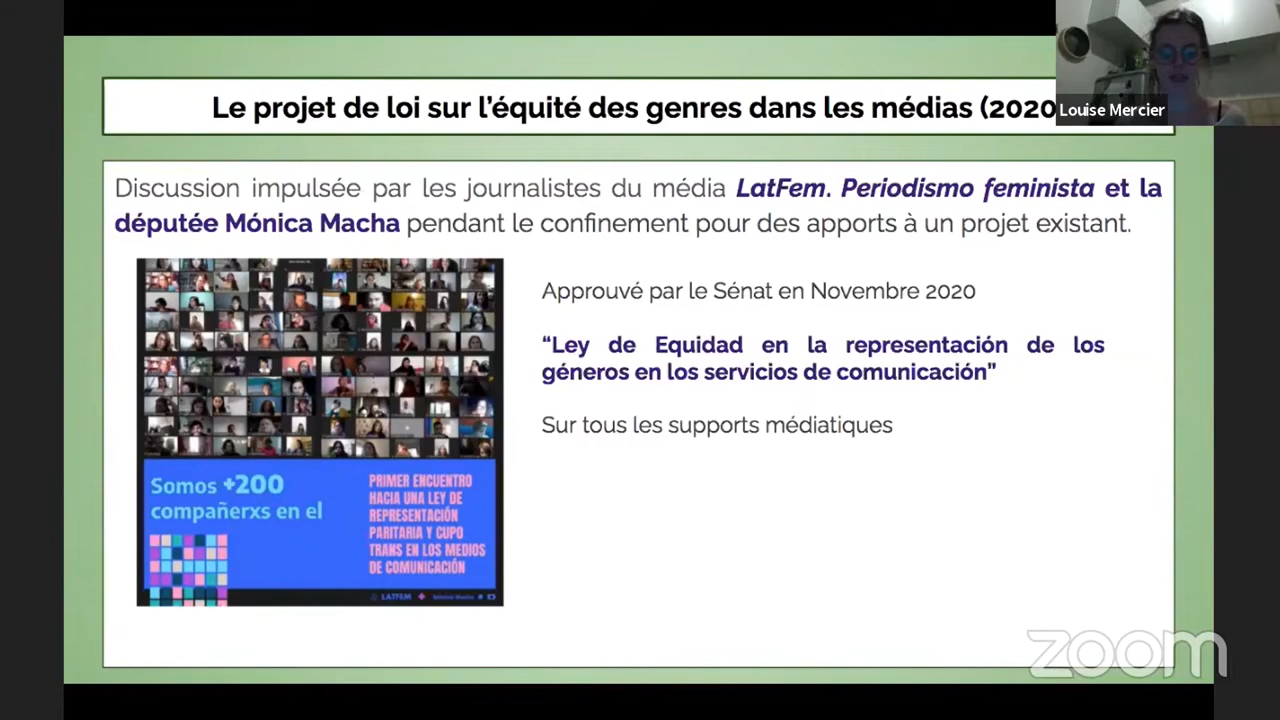 Le projet de loi sur l'équité des genres dans les médias (2020
Louise Mercier
Discussion impulsée par les journalistes du média LatFem. Periodismo feminista et la
députée Mónica Macha pendant le confinement pour des apports à un projet existant.
Approuvé par le Sénat en Novembre 2020
“Ley de Equidad en la representación de los
géneros en los servicios de comunicación”
Sur tous les supports médiatiques
Somos +200
compañerxs en el
PRIMER ENCUENTRO
HACIA UNA LEY DE
REPRESENTACIÓN
PARITARIA Y CUPO
TRANS EN LOS MEDIOS
DE COMUNICACIÓN
LATFEM
zoom